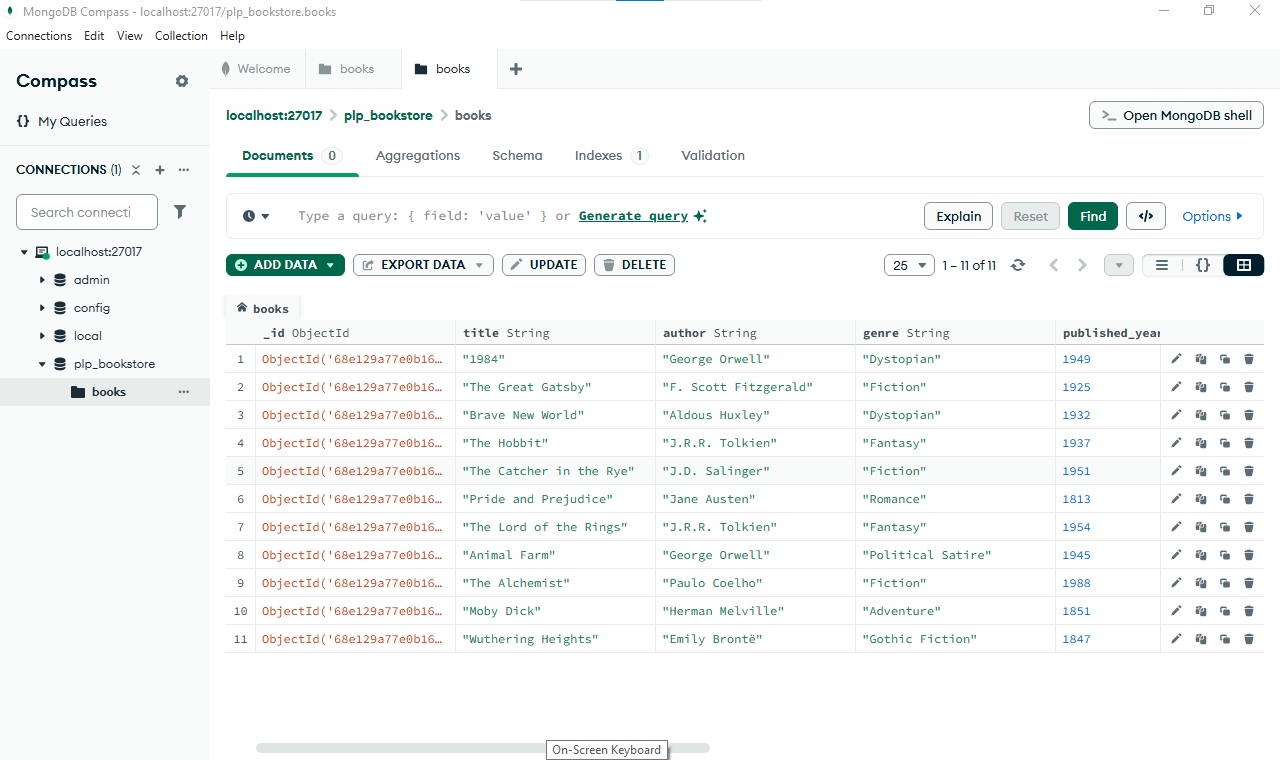 MongoDB Compass - localhost:27017/plp_bookstore.books
Connections Edit View Collection Help
Compass
{} My Queries
CONNECTIONS (1)
Search connecti
localhost:27017
admin
config
local
plp_bookstore
books
Welcome books books
localhost:27017 > plp_bookstore > books
>_ Open MongoDB shell
Documents 0 Aggregations Schema Indexes 1 Validation
Type a query: { field: 'value' } or Generate query
Explain Reset Find </> Options
ADD DATA EXPORT DATA UPDATE DELETE
25 1 – 11 of 11 {}
books
_id ObjectId title String author String genre String published_year
1 ObjectId('68e129a77e0b16… "1984" "George Orwell" "Dystopian" 1949
2 ObjectId('68e129a77e0b16… "The Great Gatsby" "F. Scott Fitzgerald" "Fiction" 1925
3 ObjectId('68e129a77e0b16… "Brave New World" "Aldous Huxley" "Dystopian" 1932
4 ObjectId('68e129a77e0b16… "The Hobbit" "J.R.R. Tolkien" "Fantasy" 1937
5 ObjectId('68e129a77e0b16… "The Catcher in the Rye" "J.D. Salinger" "Fiction" 1951
6 ObjectId('68e129a77e0b16… "Pride and Prejudice" "Jane Austen" "Romance" 1813
7 ObjectId('68e129a77e0b16… "The Lord of the Rings" "J.R.R. Tolkien" "Fantasy" 1954
8 ObjectId('68e129a77e0b16… "Animal Farm" "George Orwell" "Political Satire" 1945
9 ObjectId('68e129a77e0b16… "The Alchemist" "Paulo Coelho" "Fiction" 1988
10 ObjectId('68e129a77e0b16… "Moby Dick" "Herman Melville" "Adventure" 1851
11 ObjectId('68e129a77e0b16… "Wuthering Heights" "Emily Brontë" "Gothic Fiction" 1847
On-Screen Keyboard